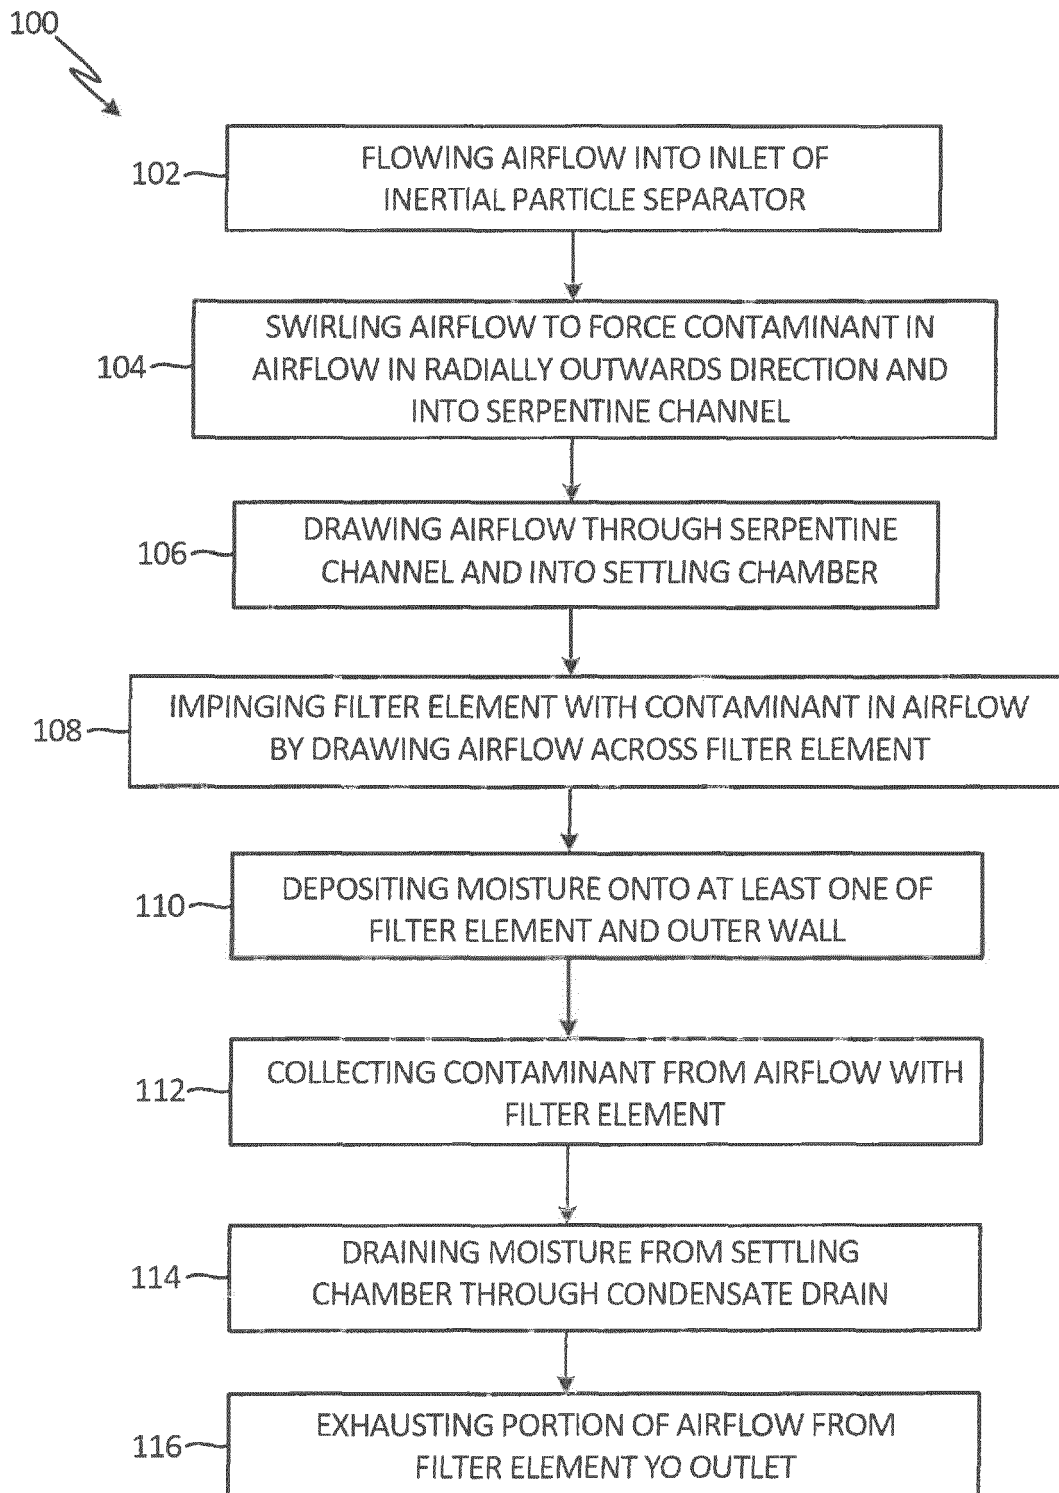 100
102
FLOWING AIRFLOW INTO INLET OF
INERTIAL PARTICLE SEPARATOR
104
SWIRLING AIRFLOW TO FORCE CONTAMINANT IN
AIRFLOW IN RADIALLY OUTWARDS DIRECTION AND
INTO SERPENTINE CHANNEL
106
DRAWING AIRFLOW THROUGH SERPENTINE
CHANNEL AND INTO SETTLING CHAMBER
108
IMPINGING FILTER ELEMENT WITH CONTAMINANT IN AIRFLOW
BY DRAWING AIRFLOW ACROSS FILTER ELEMENT
110
DEPOSITING MOISTURE ONTO AT LEAST ONE OF
FILTER ELEMENT AND OUTER WALL
112
COLLECTING CONTAMINANT FROM AIRFLOW WITH
FILTER ELEMENT
114
DRAINING MOISTURE FROM SETTLING
CHAMBER THROUGH CONDENSATE DRAIN
116
EXHAUSTING PORTION OF AIRFLOW FROM
FILTER ELEMENT YO OUTLET